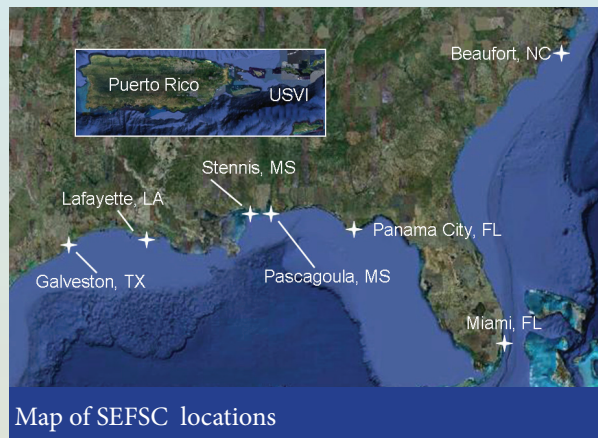 Beaufort, NC
Puerto Rico
USVI
Stennis, MS
Lafayette, LA
Panama City, FL
Galveston, TX
Pascagoula, MS
Miami, FL
Map of SEFSC locations